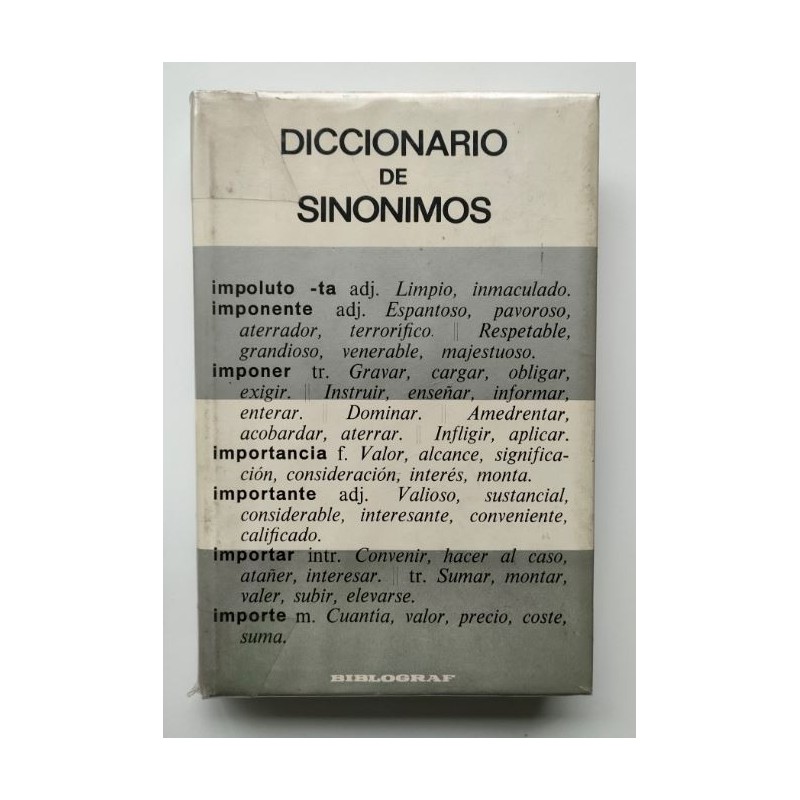 DICCIONARIO
DE
SINONIMOS
impoluto -ta adj. Limpio, inmaculado.
imponente adj. Espantoso, pavoroso,
aterrador, terrorífico. || Respetable,
grandioso, venerable, majestuoso.
imponer tr. Gravar, cargar, obligar,
exigir. || Instruir, enseñar, informar,
enterar. || Dominar. || Amedrentar,
acobardar, aterrar. || Infligir, aplicar.
importancia f. Valor, alcance, significa-
ción, consideración, interés, monta.
importante adj. Valioso, sustancial,
considerable, interesante, conveniente,
calificado.
importar intr. Convenir, hacer al caso,
atañer, interesar. || tr. Sumar, montar,
valer, subir, elevarse.
importe m. Cuantía, valor, precio, coste,
suma.
BIBLOGRAF